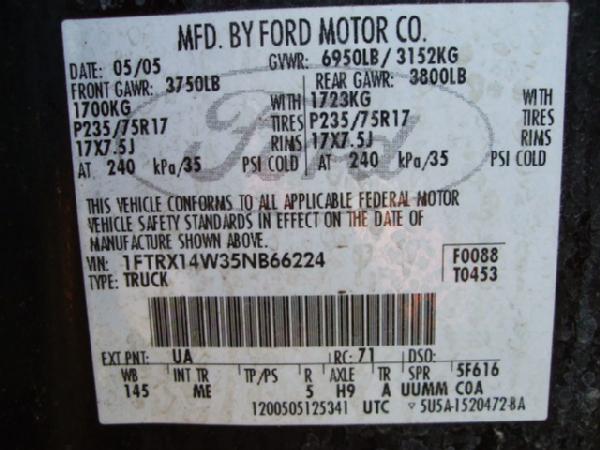 MFD. BY FORD MOTOR CO.
DATE: 05/05 GVWR: 6950LB / 3152KG
FRONT GAWR: 3750LB REAR GAWR: 3800LB
1700KG WITH 1723KG WITH
P235/75R17 TIRES P235/75R17 TIRES
17X7.5J RIMS 17X7.5J RIMS
AT 240 kPa/35 PSI COLD AT 240 kPa/35 PSI COLD
Ford
THIS VEHICLE CONFORMS TO ALL APPLICABLE FEDERAL MOTOR
VEHICLE SAFETY STANDARDS IN EFFECT ON THE DATE OF
MANUFACTURE SHOWN ABOVE.
VIN: 1FTRX14W35NB66224 F0088
TYPE: TRUCK T0453
EXT PNT: UA RC: 71 DSO:
WB INT TR TP/PS R AXLE TR SPR 5F616
145 ME 5 H9 A UUMM CO.A
1200505125341 UTC 5U5A-1520472-BA